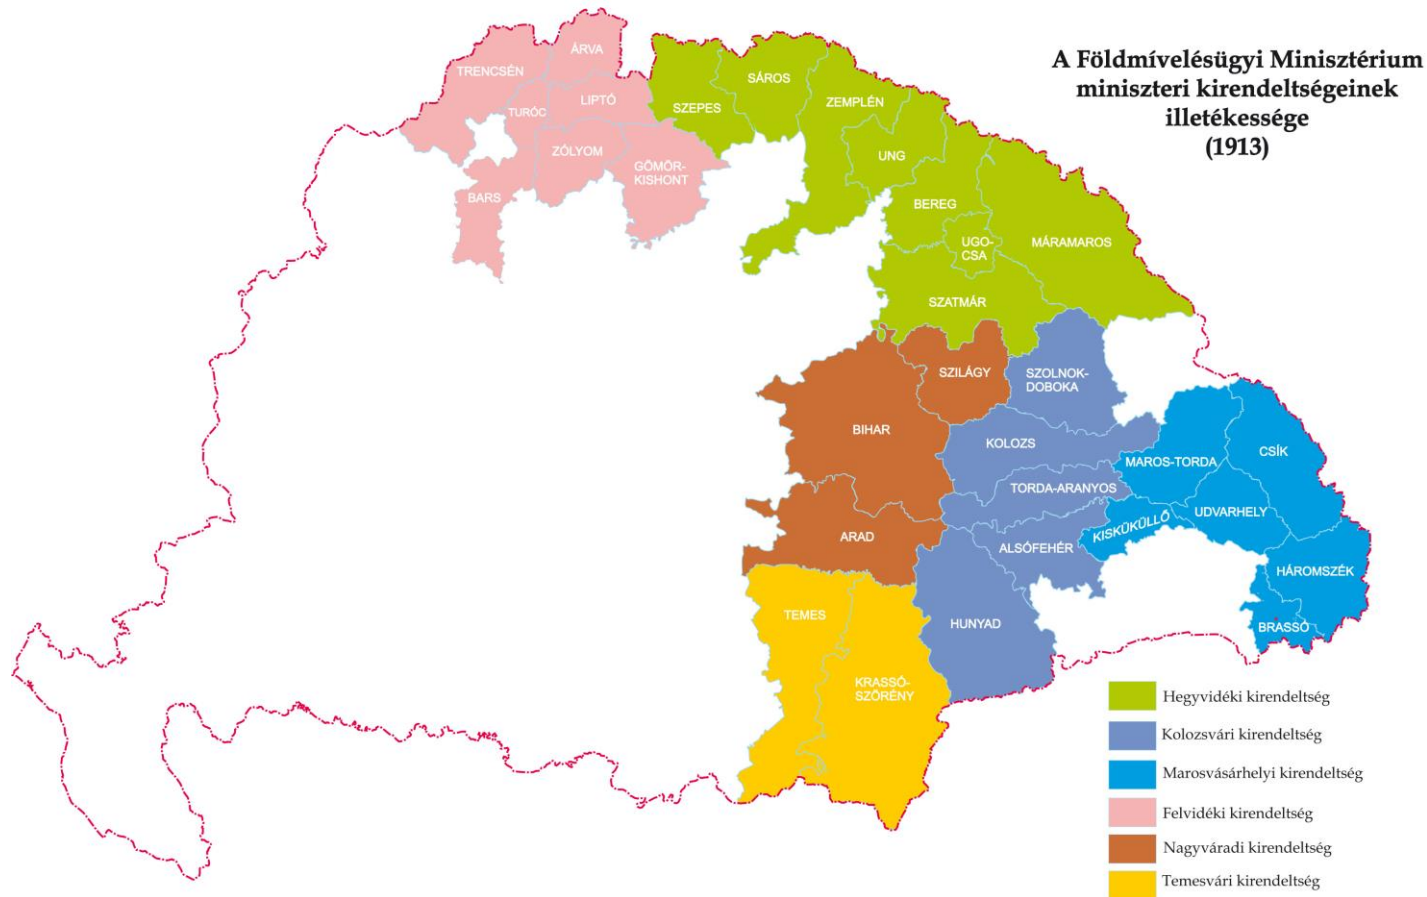 A Földmívelésügyi Minisztérium
miniszteri kirendeltségeinek
illetékessége
(1913)
ÁRVA
TRENCSÉN
LIPTÓ
TURÓC
ZÓLYOM
GÖMÖR-
KISHONT
BARS
SZEPES
SÁROS
ZEMPLÉN
UNG
BEREG
UGO-
CSA
MÁRAMAROS
SZATMÁR
SZILÁGY
SZOLNOK-
DOBOKA
BIHAR
KOLOZS
MAROS-TORDA
CSÍK
TORDA-ARANYOS
UDVARHELY
KISKÜKÜLLŐ
ARAD
ALSÓFEHÉR
HÁROMSZÉK
TEMES
HUNYAD
BRASSÓ
KRASSÓ-
SZÖRÉNY
Hegyvidéki kirendeltség
Kolozsvári kirendeltség
Marosvásárhelyi kirendeltség
Felvidéki kirendeltség
Nagyváradi kirendeltség
Temesvári kirendeltség